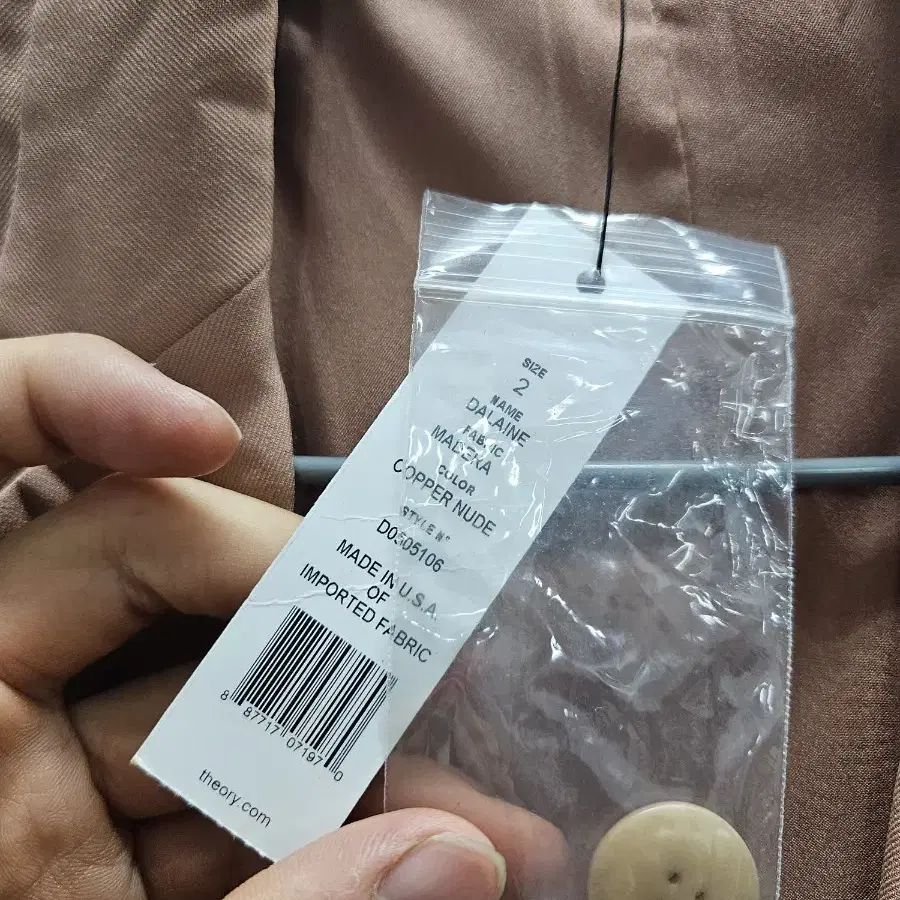 SIZE
2
NAME
DALAINE
FABRIC
MADERA
COLOR
COPPER NUDE
STYLE Nº
D0505106
MADE IN U.S.A.
OF
IMPORTED FABRIC
8 87717 07197 0
theory.com